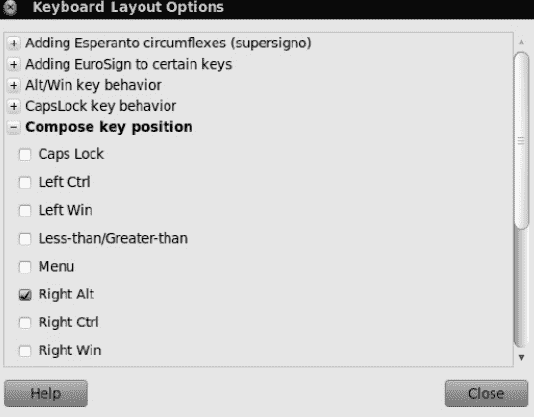 Keyboard Layout Options
Adding Esperanto circumflexes (supersigno)
Adding EuroSign to certain keys
Alt/Win key behavior
CapsLock key behavior
Compose key position
Caps Lock
Left Ctrl
Left Win
Less-than/Greater-than
Menu
Right Alt
Right Ctrl
Right Win
Help Close